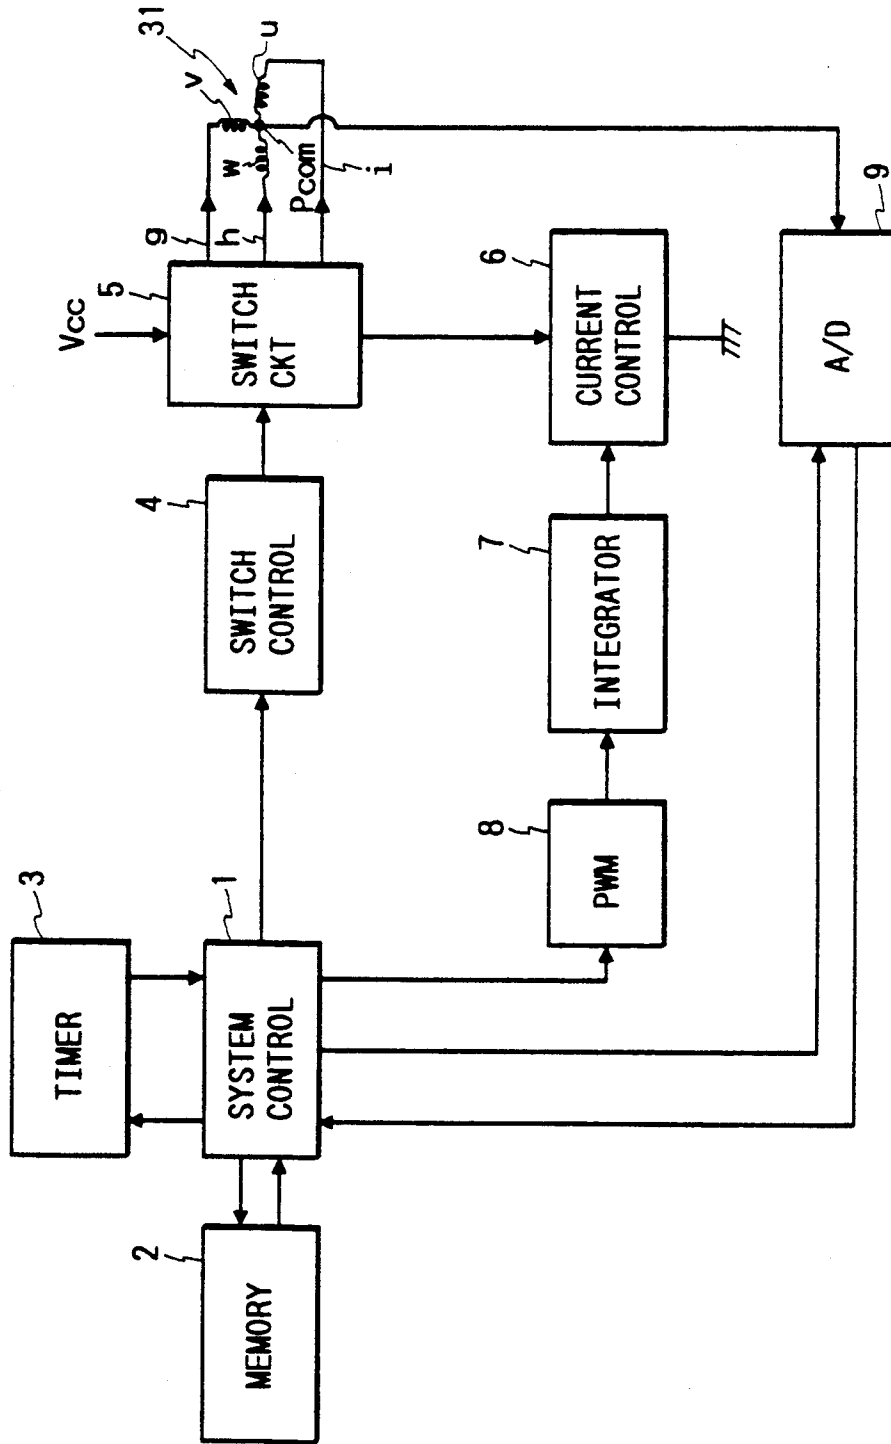 3
TIMER
2
MEMORY
1
SYSTEM
CONTROL
4
SWITCH
CONTROL
Vcc
5
SWITCH
CKT
g
h
v
31
u
w
Pcom
i
8
PWM
7
INTEGRATOR
6
CURRENT
CONTROL
9
A/D